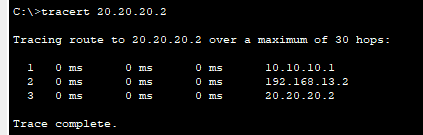 C:\>tracert 20.20.20.2
Tracing route to 20.20.20.2 over a maximum of 30 hops:
1 0 ms 0 ms 0 ms 10.10.10.1
2 0 ms 0 ms 0 ms 192.168.13.2
3 0 ms 0 ms 0 ms 20.20.20.2
Trace complete.